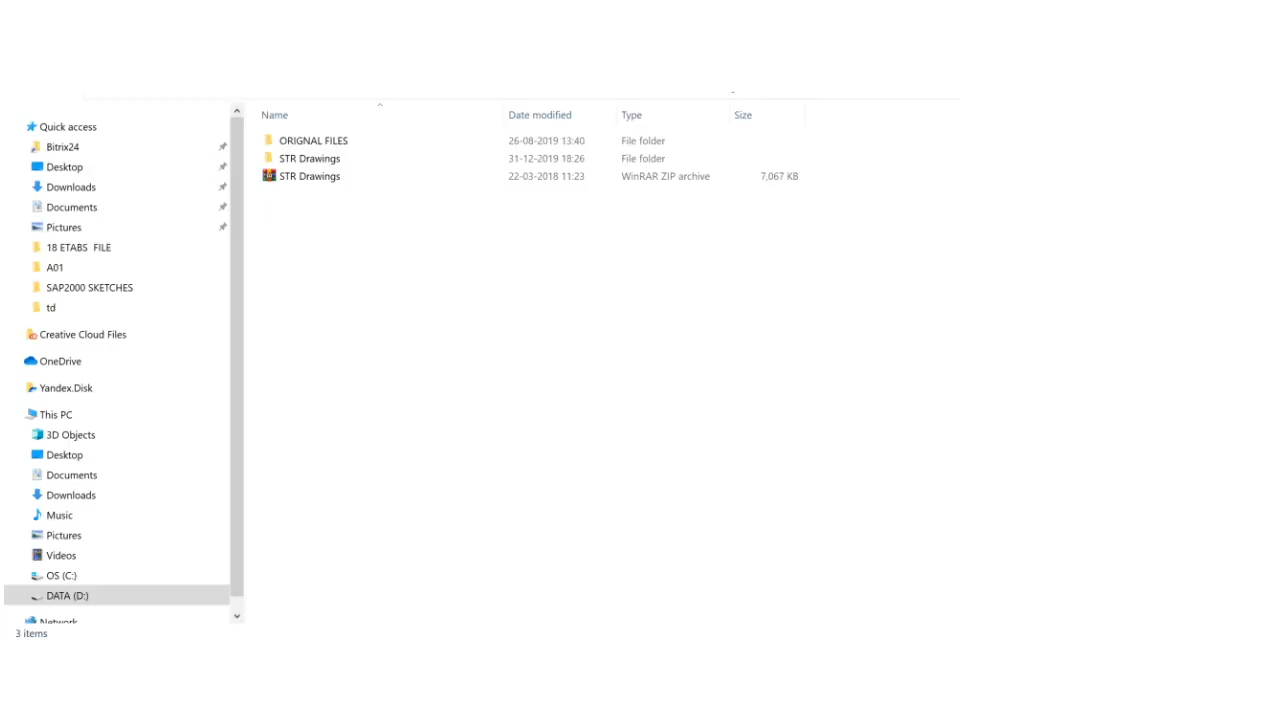 Name Date modified Type Size
Quick access
Bitrix24
Desktop
Downloads
Documents
Pictures
18 ETABS FILE
A01
SAP2000 SKETCHES
td
Creative Cloud Files
OneDrive
Yandex.Disk
This PC
3D Objects
Desktop
Documents
Downloads
Music
Pictures
Videos
OS (C:)
DATA (D:)
Network
3 items
ORIGNAL FILES 26-08-2019 13:40 File folder
STR Drawings 31-12-2019 18:26 File folder
STR Drawings 22-03-2018 11:23 WinRAR ZIP archive 7,067 KB